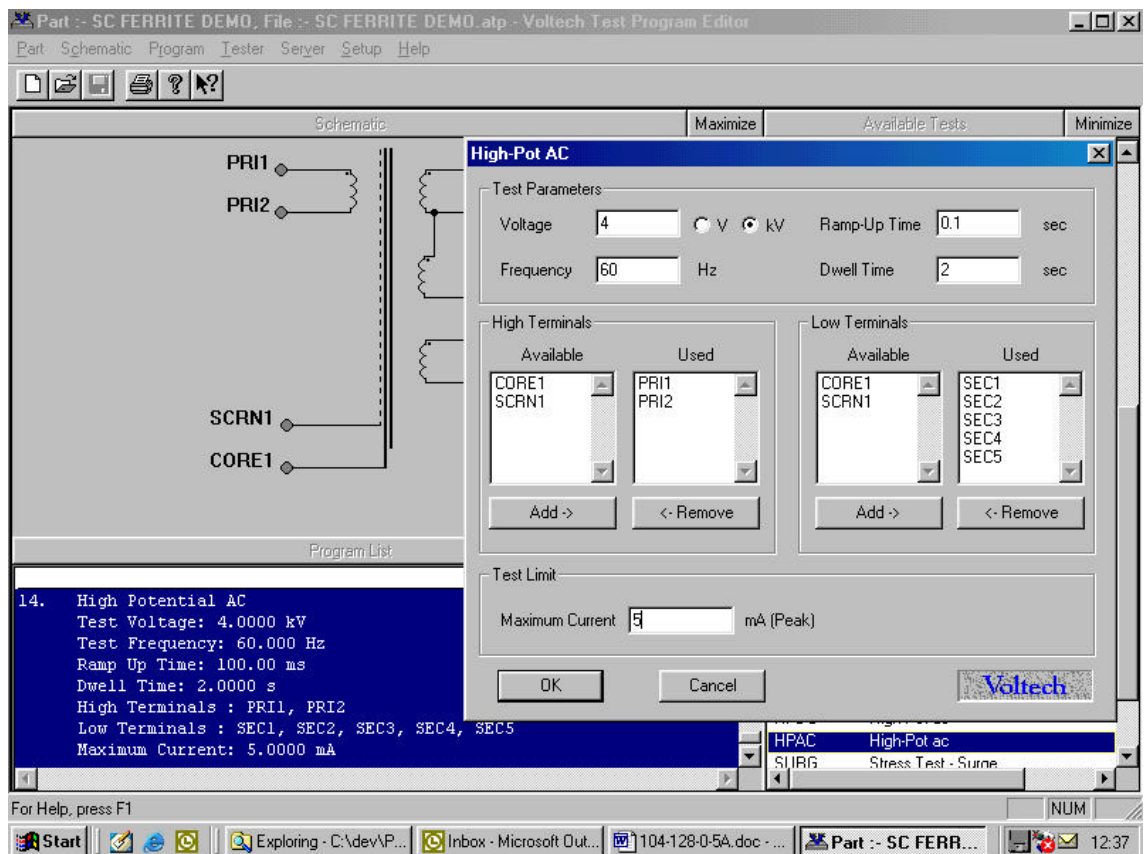 Part :- SC FERRITE DEMO, File :- SC FERRITE DEMO.atp - Voltech Test Program Editor
Part Schematic Program Tester Server Setup Help
Schematic Maximize Available Tests Minimize
PRI1
PRI2
SCRN1
CORE1
High-Pot AC
Test Parameters
Voltage 4 V kV Ramp-Up Time 0.1 sec
Frequency 60 Hz Dwell Time 2 sec
High Terminals Low Terminals
Available Used Available Used
CORE1 PRI1 CORE1 SEC1
SCRN1 PRI2 SCRN1 SEC2
SEC3
SEC4
SEC5
Add -> <- Remove Add -> <- Remove
Test Limit
Maximum Current 5 mA (Peak)
OK Cancel Voltech
Program List
14. High Potential AC
Test Voltage: 4.0000 kV
Test Frequency: 60.000 Hz
Ramp Up Time: 100.00 ms
Dwell Time: 2.0000 s
High Terminals : PRI1, PRI2
Low Terminals : SEC1, SEC2, SEC3, SEC4, SEC5
Maximum Current: 5.0000 mA
HPAC High-Pot ac
SURG Stress Test - Surge
For Help, press F1 NUM
Start Exploring - C:\dev\P... Inbox - Microsoft Out... 104-128-0-5A.doc - ... Part :- SC FERR... 12:37